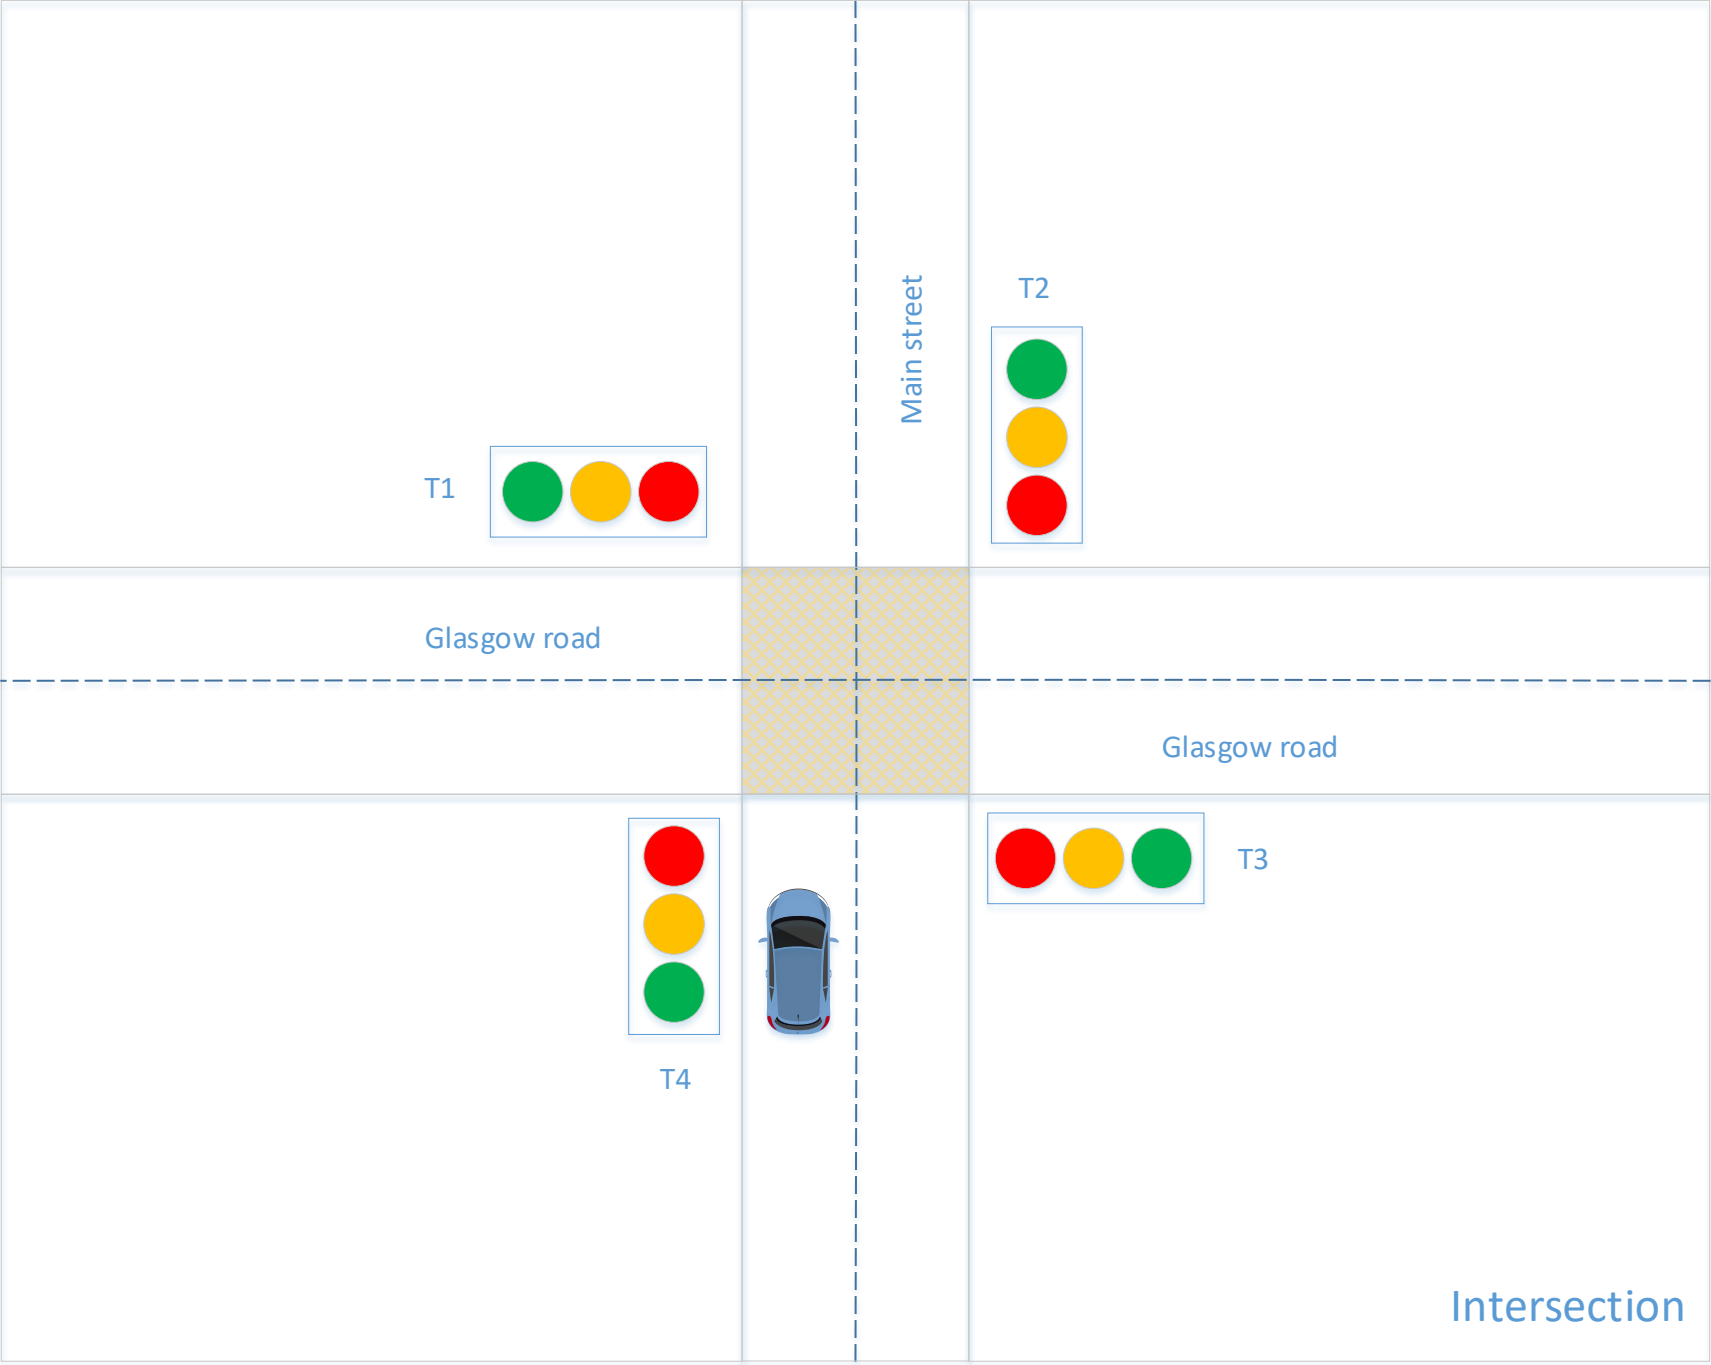 T2
Main street
T1
Glasgow road
Glasgow road
T3
T4
Intersection